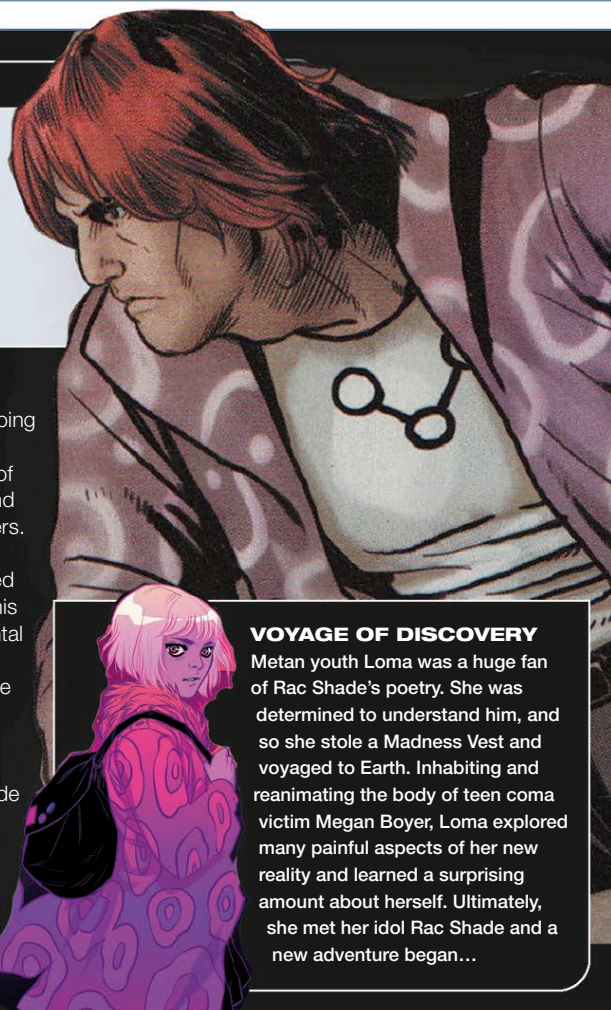 of
ed
VOYAGE OF DISCOVERY
Metan youth Loma was a huge fan
of Rac Shade's poetry. She was
determined to understand him, and
so she stole a Madness Vest and
voyaged to Earth. Inhabiting and
reanimating the body of teen coma
victim Megan Boyer, Loma explored
many painful aspects of her new
reality and learned a surprising
amount about herself. Ultimately,
she met her idol Rac Shade and a
new adventure began…